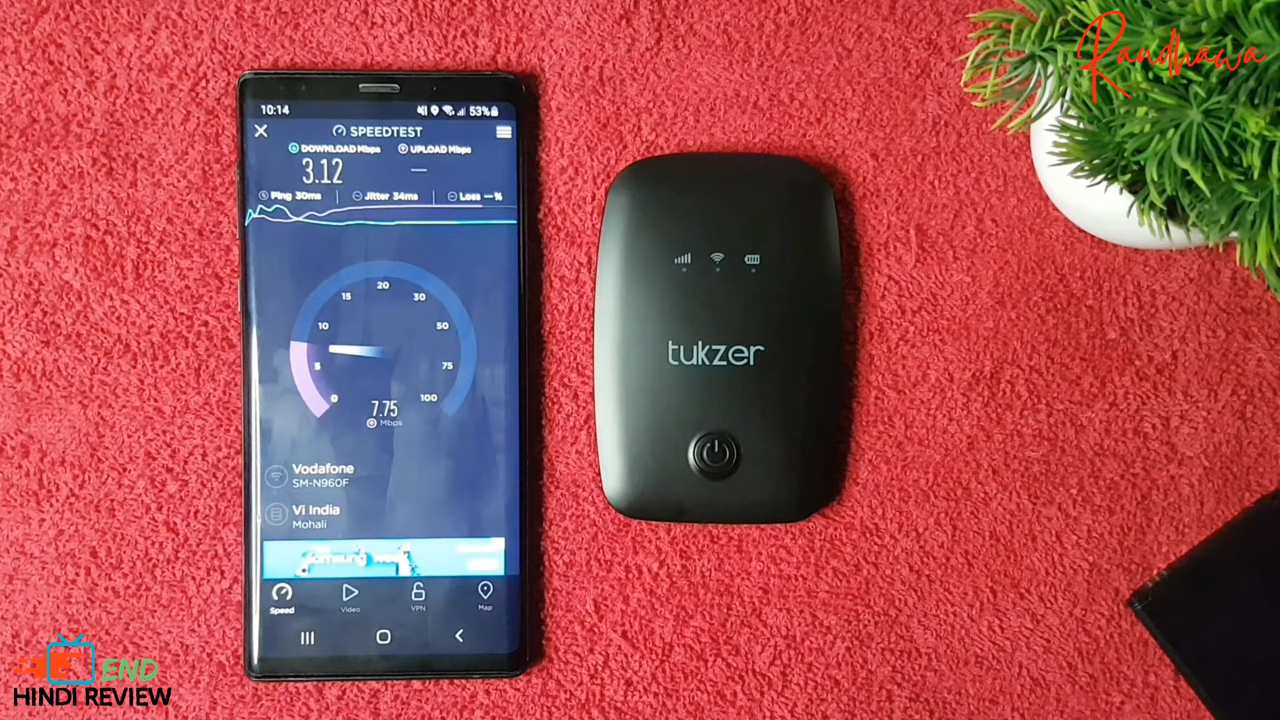 Randhawa
10:14 53%
SPEEDTEST
DOWNLOAD Mbps UPLOAD Mbps
3.12 —
Ping 30ms Jitter 34ms Loss — %
20
15 30
10 50
5 75
0 100
7.75
Mbps
Vodafone
SM-N960F
Vi India
Mohali
Speed Video VPN Map
tukzer
END
HINDI REVIEW